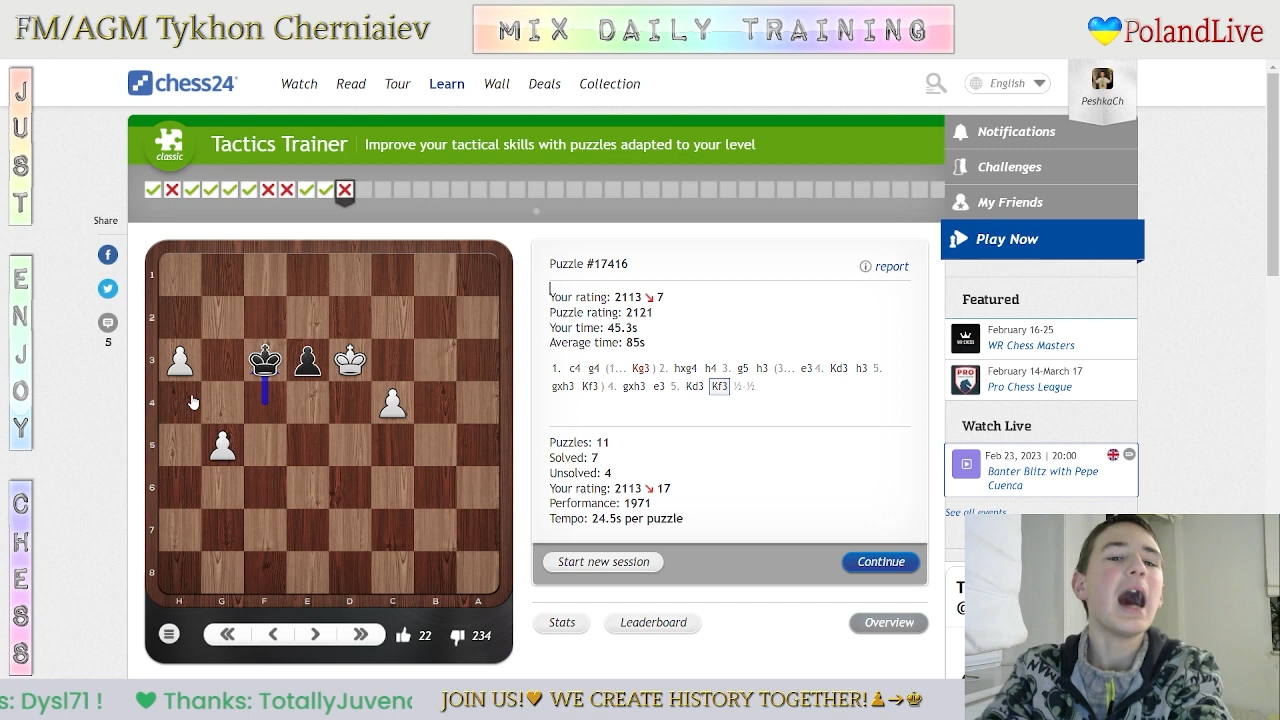 FM/AGM Tykhon Cherniaiev
MIX DAILY TRAINING
PolandLive
JUST
ENJOY
CHESS
chess24
Watch Read Tour Learn Wall Deals Collection
English
PeshkaCh
classic
Tactics Trainer
Improve your tactical skills with puzzles adapted to your level
Notifications
Challenges
My Friends
Play Now
Share
5
1
2
3
4
5
6
7
8
H G F E D C B A
22
234
Puzzle #17416
report
Your rating: 2113 ↘ 7
Puzzle rating: 2121
Your time: 45.3s
Average time: 85s
1. c4 g4 (1... Kg3 ) 2. hxg4 h4 3. g5 h3 (3... e3 4. Kd3 h3 5.
gxh3 Kf3 ) 4. gxh3 e3 5. Kd3 Kf3 ½-½
Puzzles: 11
Solved: 7
Unsolved: 4
Your rating: 2113 ↘ 17
Performance: 1971
Tempo: 24.5s per puzzle
Start new session
Continue
Stats
Leaderboard
Overview
Featured
February 16-25
WR Chess Masters
February 14-March 17
Pro Chess League
Watch Live
Feb 23, 2023 | 20:00
Banter Blitz with Pepe
Cuenca
See all events
s: Dysl71 !
Thanks: TotallyJuvend
JOIN US! WE CREATE HISTORY TOGETHER!